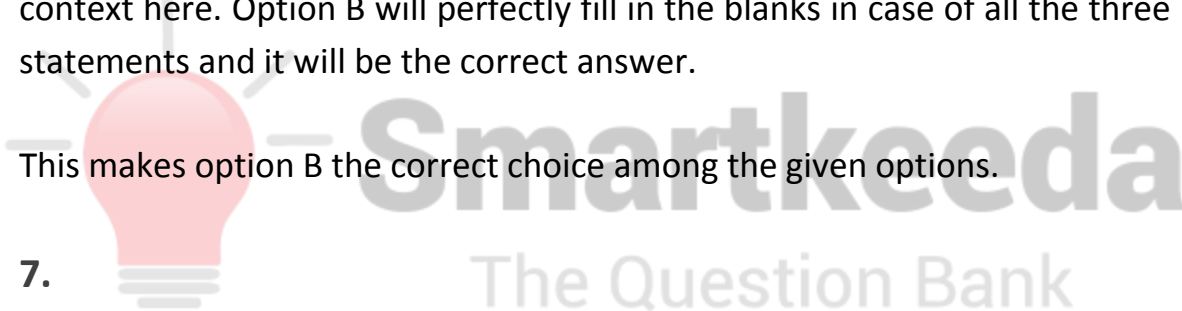 context here. Option B will perfectly fill in the blanks in case of all the three
statements and it will be the correct answer.
Smartkeeda
This makes option B the correct choice among the given options.
The Question Bank
7.